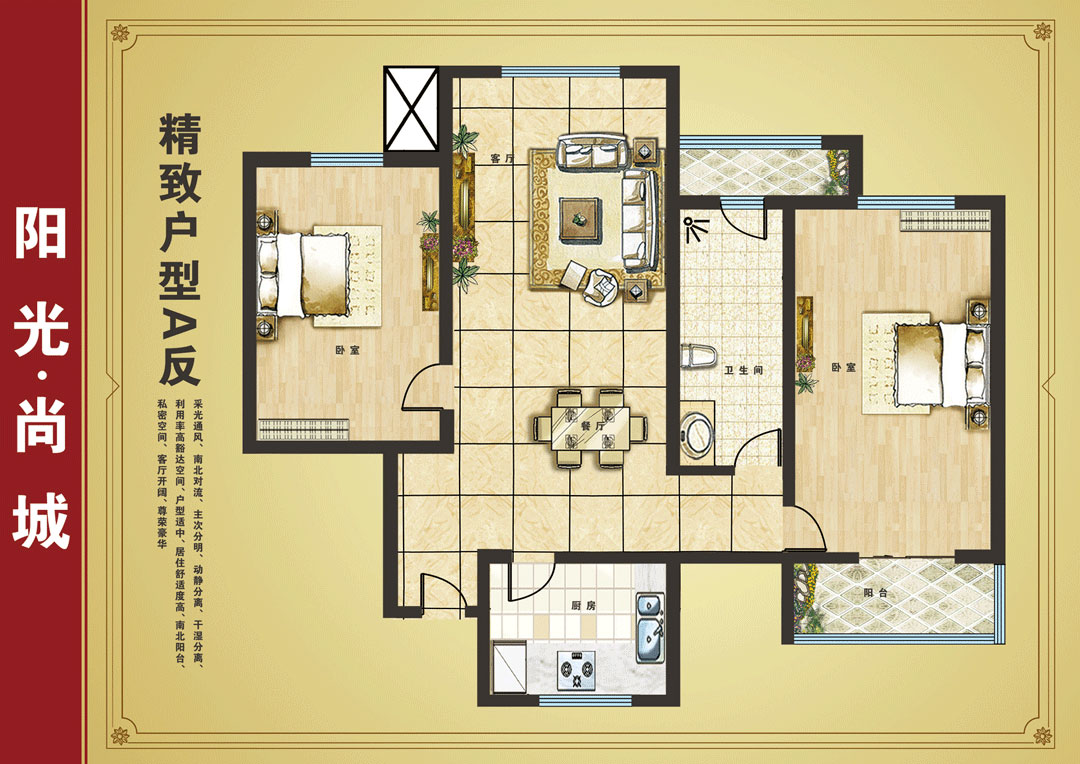 阳光·尚城
精致户型A反
采光通风、南北对流、主次分明、动静分离、干湿分离、
利用率高豁达空间、户型适中、居住舒适度高、南北阳台、
私密空间、客厅开阔、尊荣豪华
客厅
卧室
卫生间
卧室
餐厅
厨房
阳台